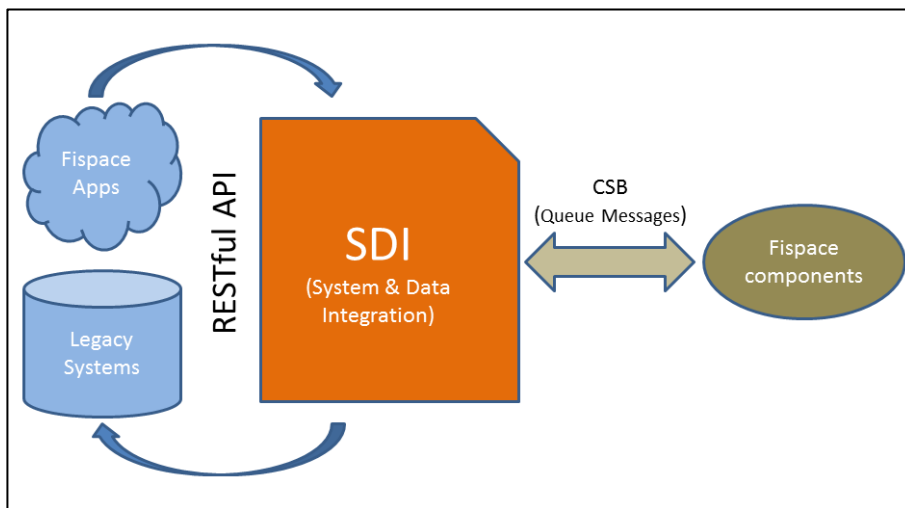 Fispace
Apps
Legacy
Systems
RESTful API
SDI
(System & Data
Integration)
CSB
(Queue Messages)
Fispace
components